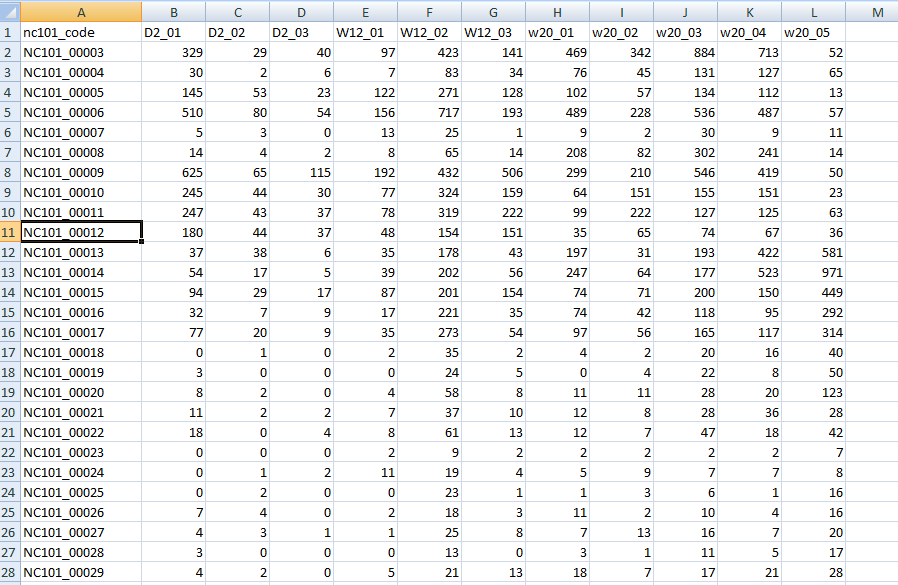 A B C D E F G H I J K L M
1 nc101_code D2_01 D2_02 D2_03 W12_01 W12_02 W12_03 w20_01 w20_02 w20_03 w20_04 w20_05
2 NC101_00003 329 29 40 97 423 141 469 342 884 713 52
3 NC101_00004 30 2 6 7 83 34 76 45 131 127 65
4 NC101_00005 145 53 23 122 271 128 102 57 134 112 13
5 NC101_00006 510 80 54 156 717 193 489 228 536 487 57
6 NC101_00007 5 3 0 13 25 1 9 2 30 9 11
7 NC101_00008 14 4 2 8 65 14 208 82 302 241 14
8 NC101_00009 625 65 115 192 432 506 299 210 546 419 50
9 NC101_00010 245 44 30 77 324 159 64 151 155 151 23
10 NC101_00011 247 43 37 78 319 222 99 222 127 125 63
11 NC101_00012 180 44 37 48 154 151 35 65 74 67 36
12 NC101_00013 37 38 6 35 178 43 197 31 193 422 581
13 NC101_00014 54 17 5 39 202 56 247 64 177 523 971
14 NC101_00015 94 29 17 87 201 154 74 71 200 150 449
15 NC101_00016 32 7 9 17 221 35 74 42 118 95 292
16 NC101_00017 77 20 9 35 273 54 97 56 165 117 314
17 NC101_00018 0 1 0 2 35 2 4 2 20 16 40
18 NC101_00019 3 0 0 0 24 5 0 4 22 8 50
19 NC101_00020 8 2 0 4 58 8 11 11 28 20 123
20 NC101_00021 11 2 2 7 37 10 12 8 28 36 28
21 NC101_00022 18 0 4 8 61 13 12 7 47 18 42
22 NC101_00023 0 0 0 2 9 2 2 2 2 2 7
23 NC101_00024 0 1 2 11 19 4 5 9 7 7 8
24 NC101_00025 0 2 0 0 23 1 1 3 6 1 16
25 NC101_00026 7 4 0 2 18 3 11 2 10 4 16
26 NC101_00027 4 3 1 1 25 8 7 13 16 7 20
27 NC101_00028 3 0 0 0 13 0 3 1 11 5 17
28 NC101_00029 4 2 0 5 21 13 18 7 17 21 28